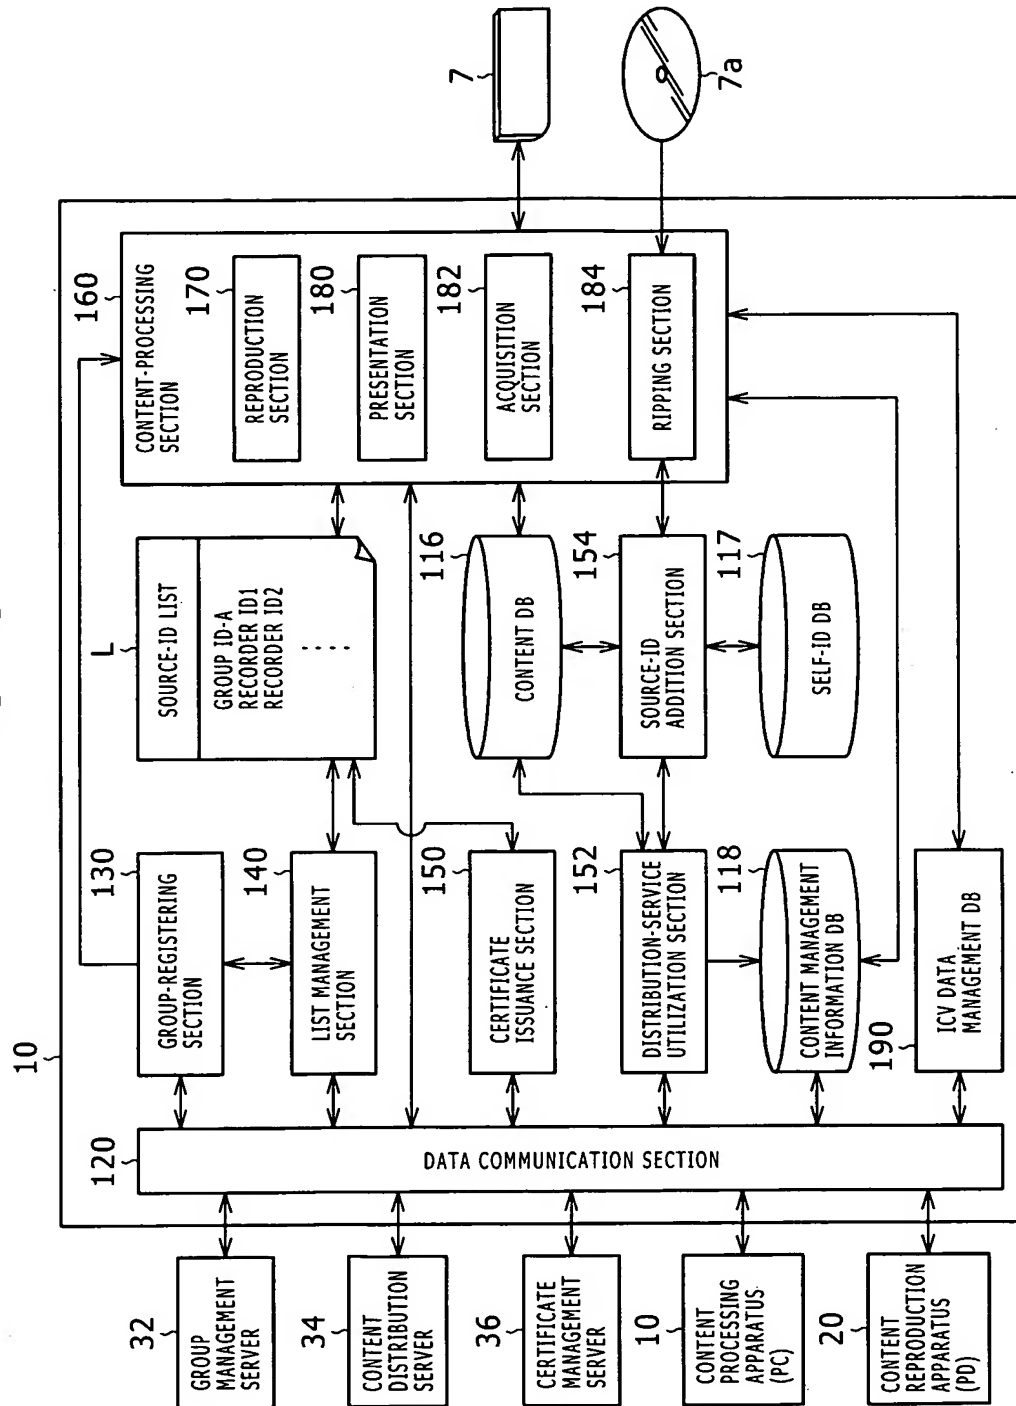 10
120
DATA COMMUNICATION SECTION
32
GROUP
MANAGEMENT
SERVER
34
CONTENT
DISTRIBUTION
SERVER
36
CERTIFICATE
MANAGEMENT
SERVER
10
CONTENT
PROCESSING
APPARATUS
(PC)
20
CONTENT
REPRODUCTION
APPARATUS
(PD)
130
GROUP-REGISTERING
SECTION
140
LIST MANAGEMENT
SECTION
150
CERTIFICATE
ISSUANCE SECTION
152
DISTRIBUTION-SERVICE
UTILIZATION SECTION
118
CONTENT MANAGEMENT
INFORMATION DB
190
ICV DATA
MANAGEMENT DB
L
SOURCE-ID LIST
GROUP ID-A
RECORDER ID1
RECORDER ID2
116
CONTENT DB
154
SOURCE-ID
ADDITION SECTION
117
SELF-ID DB
160
CONTENT-PROCESSING
SECTION
170
REPRODUCTION
SECTION
180
PRESENTATION
SECTION
182
ACQUISITION
SECTION
184
RIPPING SECTION
7
7a